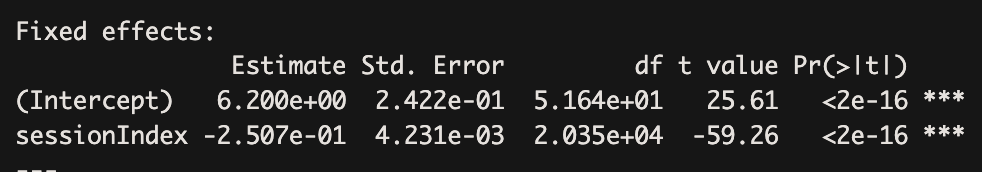 Fixed effects:
Estimate Std. Error df t value Pr(>|t|)
(Intercept) 6.200e+00 2.422e-01 5.164e+01 25.61 <2e-16 ***
sessionIndex -2.507e-01 4.231e-03 2.035e+04 -59.26 <2e-16 ***
---